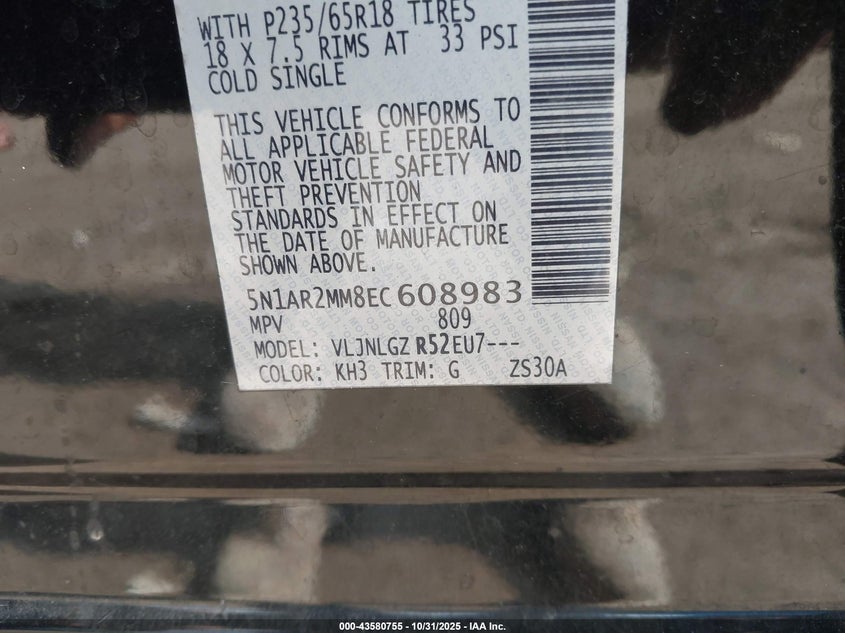 WITH P235/65R18 TIRES
18 X 7.5 RIMS AT 33 PSI
COLD SINGLE
THIS VEHICLE CONFORMS TO
ALL APPLICABLE FEDERAL
MOTOR VEHICLE SAFETY AND
THEFT PREVENTION
STANDARDS IN EFFECT ON
THE DATE OF MANUFACTURE
SHOWN ABOVE.
5N1AR2MM8EC608983
MPV 809
MODEL: VLJNLGZ R52EU7---
COLOR: KH3 TRIM: G ZS30A
000-43580755 - 10/31/2025 - IAA Inc.